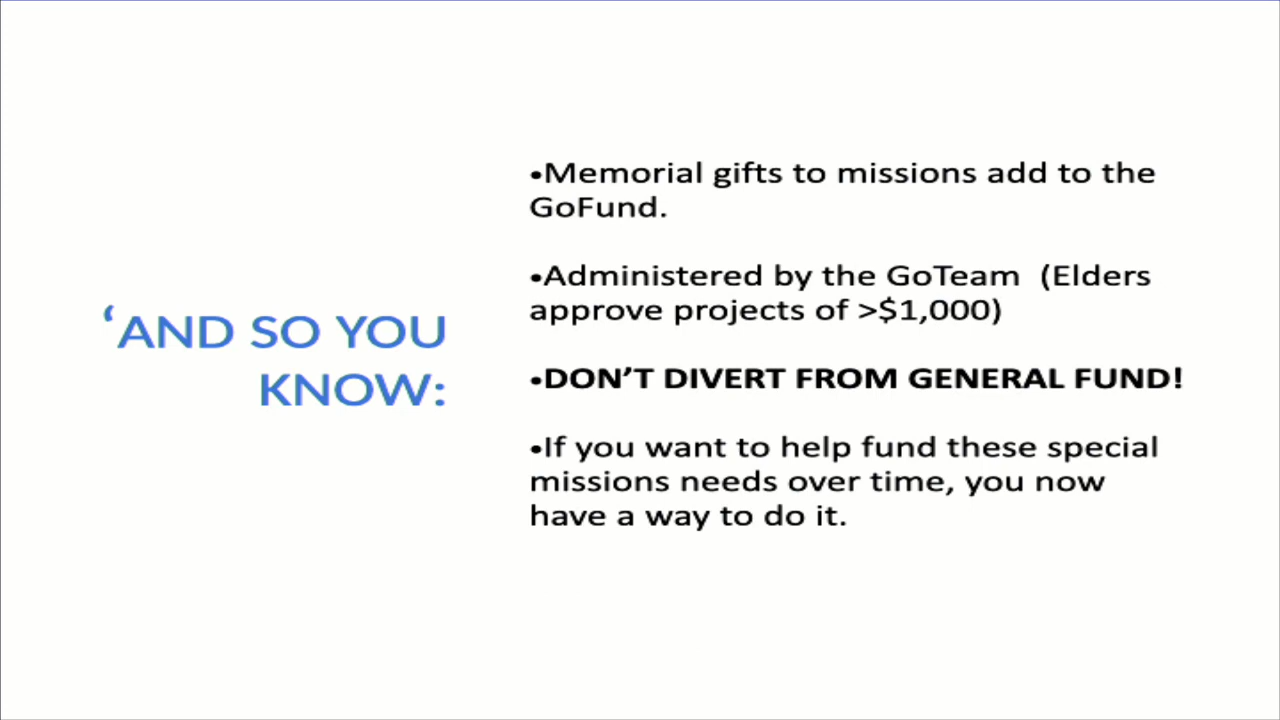 ‘AND SO YOU
KNOW:
•Memorial gifts to missions add to the
GoFund.
•Administered by the GoTeam  (Elders
approve projects of >$1,000)
•DON’T DIVERT FROM GENERAL FUND!
•If you want to help fund these special
missions needs over time, you now
have a way to do it.